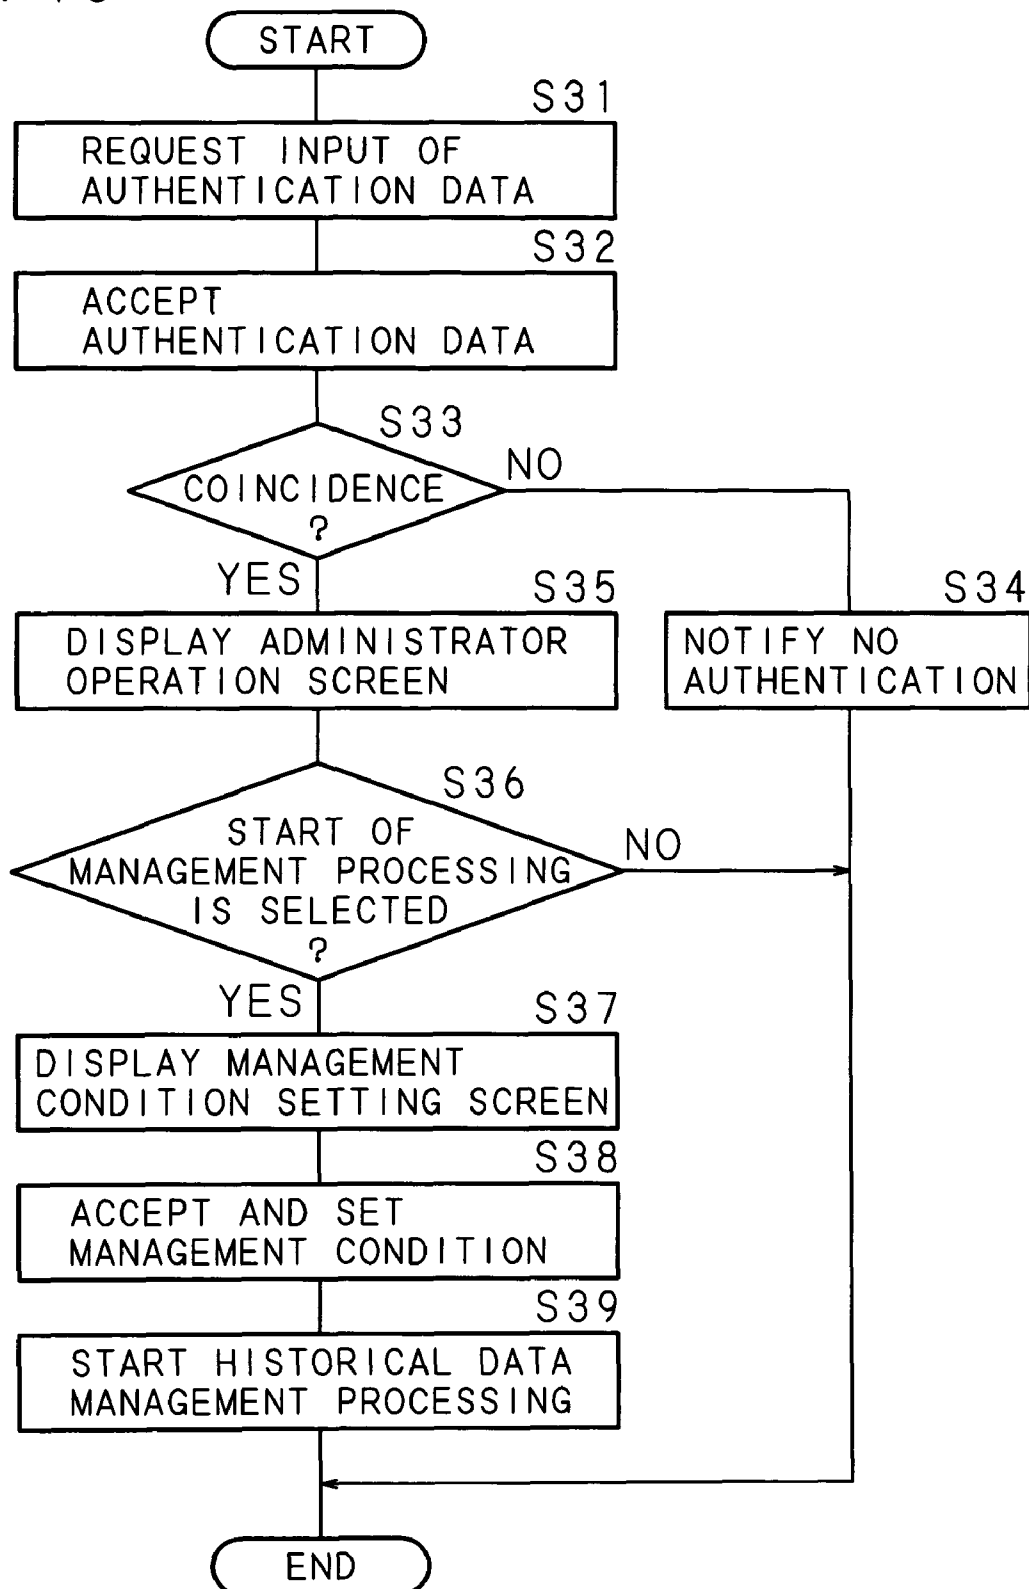 START
S31
REQUEST INPUT OF
AUTHENTICATION DATA
S32
ACCEPT
AUTHENTICATION DATA
S33
COINCIDENCE
?
NO
YES
S35
DISPLAY ADMINISTRATOR
OPERATION SCREEN
S34
NOTIFY NO
AUTHENTICATION
S36
START OF
MANAGEMENT PROCESSING
IS SELECTED
?
NO
YES
S37
DISPLAY MANAGEMENT
CONDITION SETTING SCREEN
S38
ACCEPT AND SET
MANAGEMENT CONDITION
S39
START HISTORICAL DATA
MANAGEMENT PROCESSING
END